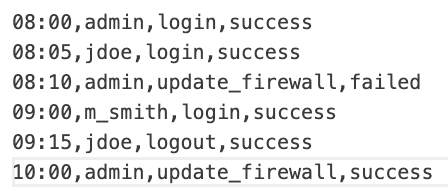 08:00,admin,login,success
08:05,jdoe,login,success
08:10,admin,update_firewall,failed
09:00,m_smith,login,success
09:15,jdoe,logout,success
10:00,admin,update_firewall,success